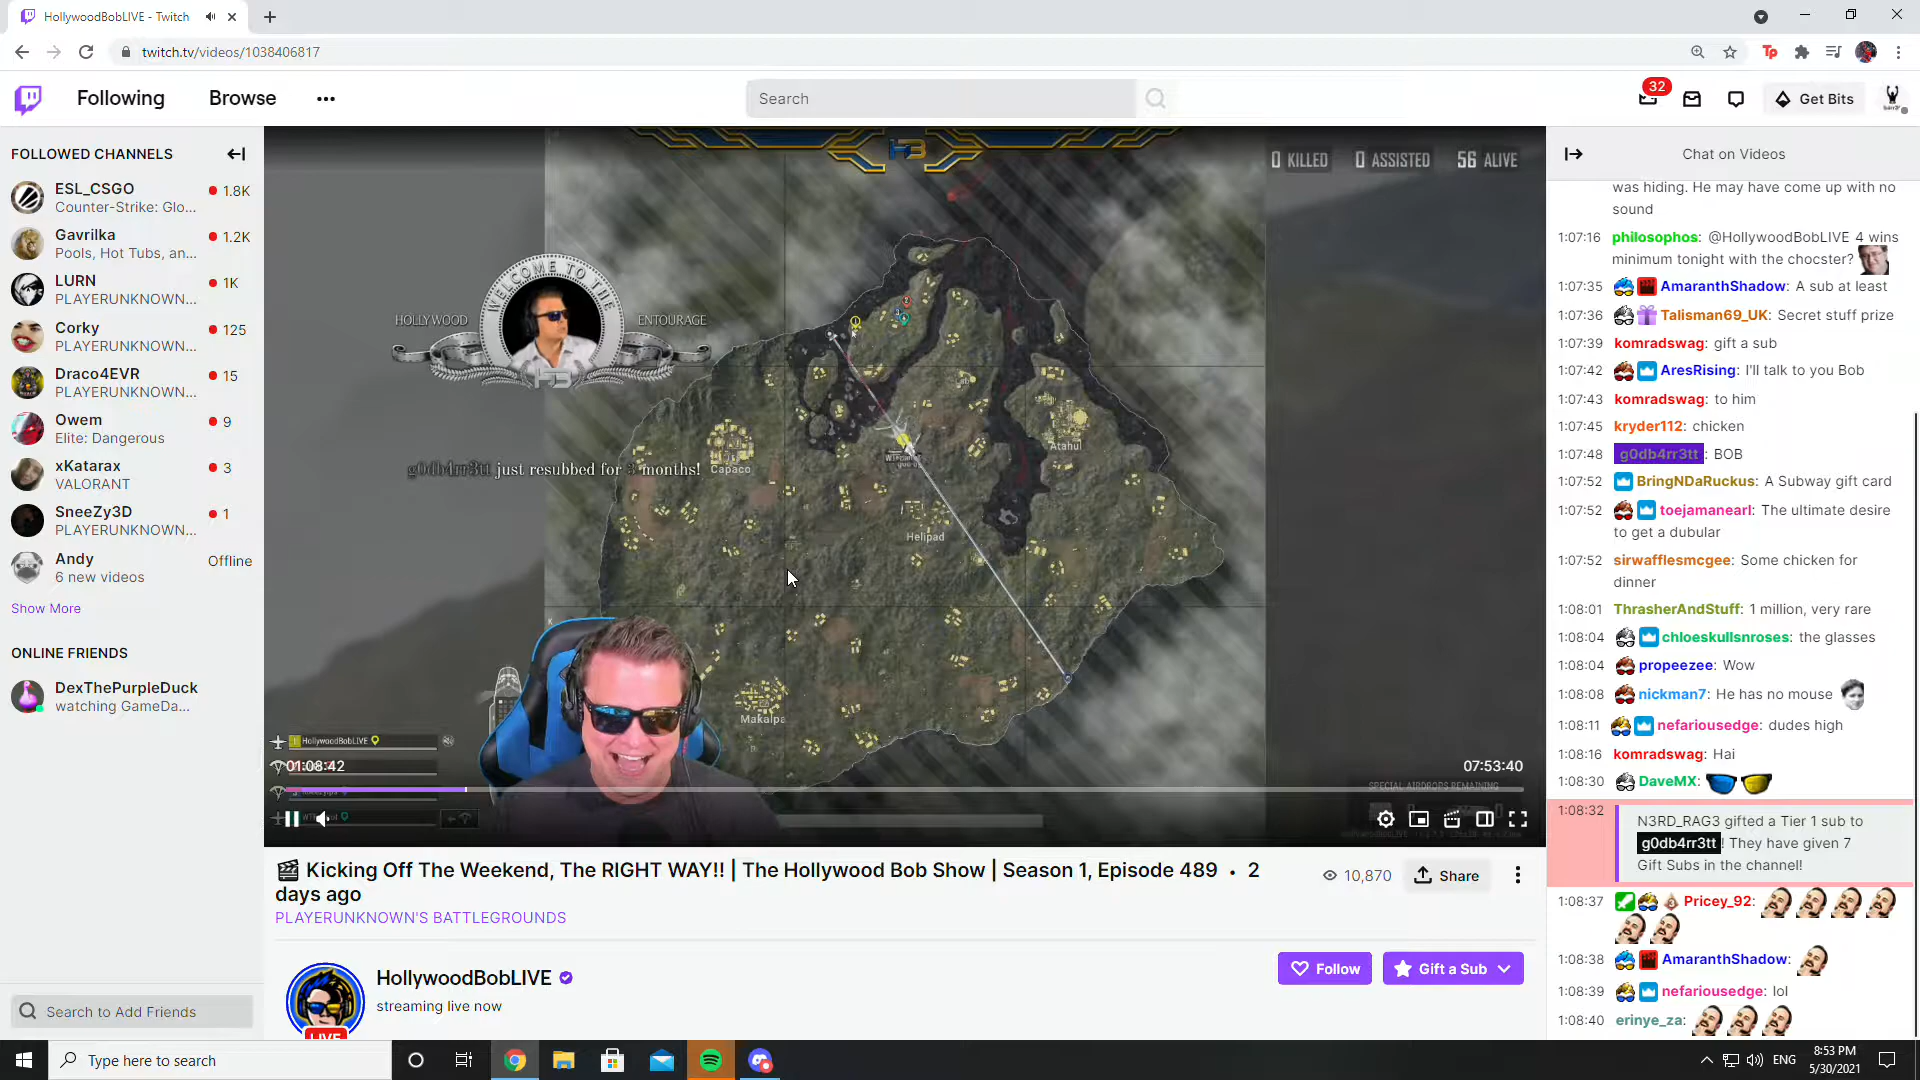 HollywoodBobLIVE - Twitch
twitch.tv/videos/1038406817
Following
Browse
Search
32
Get Bits
FOLLOWED CHANNELS
ESL_CSGO
1.8K
Counter-Strike: Glo...
Gavrilka
1.2K
Pools, Hot Tubs, an...
LURN
1K
PLAYERUNKNOWN...
Corky
125
PLAYERUNKNOWN...
Draco4EVR
15
PLAYERUNKNOWN...
Owem
9
Elite: Dangerous
xKatarax
3
VALORANT
SneeZy3D
1
PLAYERUNKNOWN...
Andy
Offline
6 new videos
Show More
ONLINE FRIENDS
DexThePurpleDuck
watching GameDa...
Search to Add Friends
H3
0 KILLED 0 ASSISTED 56 ALIVE
WELCOME TO THE
HOLLYWOOD ENTOURAGE
H3
g0db4rr3tt just resubbed for 3 months!
Capaco
Atahul
Helipad
Makalpa
HollywoodBobLIVE
01:08:42
07:53:40
SPECIAL AIRDROPS REMAINING
Kicking Off The Weekend, The RIGHT WAY!! | The Hollywood Bob Show | Season 1, Episode 489 • 2
days ago
PLAYERUNKNOWN'S BATTLEGROUNDS
10,870
Share
HollywoodBobLIVE
streaming live now
LIVE
Follow
Gift a Sub
Chat on Videos
was hiding. He may have come up with no
sound
1:07:16 philosophos: @HollywoodBobLIVE 4 wins
minimum tonight with the chocster?
1:07:35 AmaranthShadow: A sub at least
1:07:36 Talisman69_UK: Secret stuff prize
1:07:39 komradswag: gift a sub
1:07:42 AresRising: I'll talk to you Bob
1:07:43 komradswag: to him
1:07:45 kryder112: chicken
1:07:48 g0db4rr3tt: BOB
1:07:52 BringNDaRuckus: A Subway gift card
1:07:52 toejamanearl: The ultimate desire
to get a dubular
1:07:52 sirwafflesmcgee: Some chicken for
dinner
1:08:01 ThrasherAndStuff: 1 million, very rare
1:08:04 chloeskullsnroses: the glasses
1:08:04 propeezee: Wow
1:08:08 nickman7: He has no mouse
1:08:11 nefariousedge: dudes high
1:08:16 komradswag: Hai
1:08:30 DaveMX:
1:08:32 N3RD_RAG3 gifted a Tier 1 sub to
g0db4rr3tt! They have given 7
Gift Subs in the channel!
1:08:37 Pricey_92:
1:08:38 AmaranthShadow:
1:08:39 nefariousedge: lol
1:08:40 erinye_za:
Type here to search
ENG
8:53 PM
5/30/2021